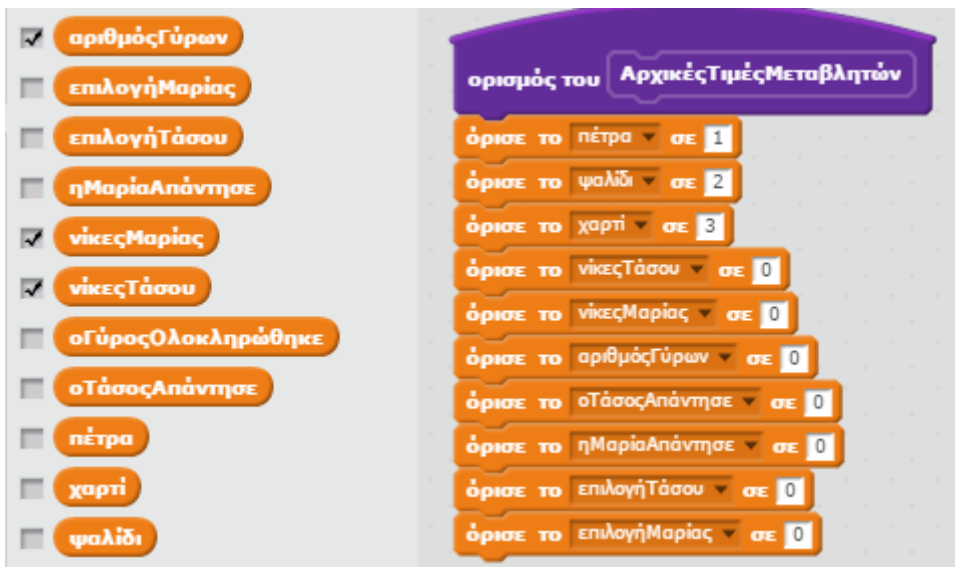 αριθμόςΓύρων
επιλογήΜαρίας
επιλογήΤάσου
ηΜαρίαΑπάντησε
νίκεςΜαρίας
νίκεςΤάσου
οΓύροςΟλοκληρώθηκε
οΤάσοςΑπάντησε
πέτρα
χαρτί
ψαλίδι
ορισμός του ΑρχικέςΤιμέςΜεταβλητών
όρισε το πέτρα σε 1
όρισε το ψαλίδι σε 2
όρισε το χαρτί σε 3
όρισε το νίκεςΤάσου σε 0
όρισε το νίκεςΜαρίας σε 0
όρισε το αριθμόςΓύρων σε 0
όρισε το οΤάσοςΑπάντησε σε 0
όρισε το ηΜαρίαΑπάντησε σε 0
όρισε το επιλογήΤάσου σε 0
όρισε το επιλογήΜαρίας σε 0